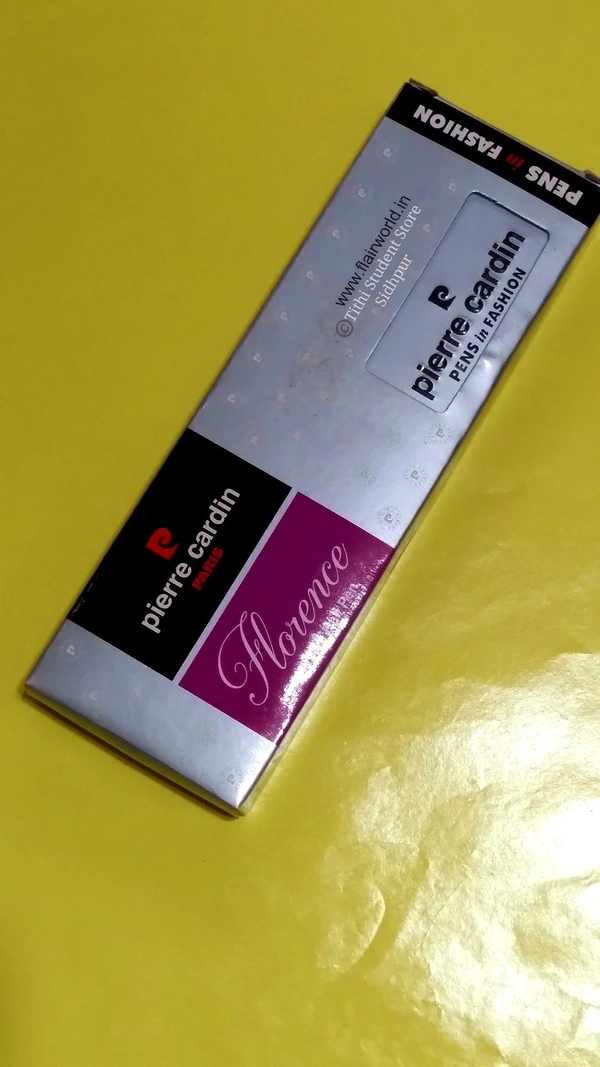 PENS in FASHION
www.flairworld.in
©Tithi Student Store
Sidhpur
pierre cardin
PENS in FASHION
pierre cardin
PARIS
Florence